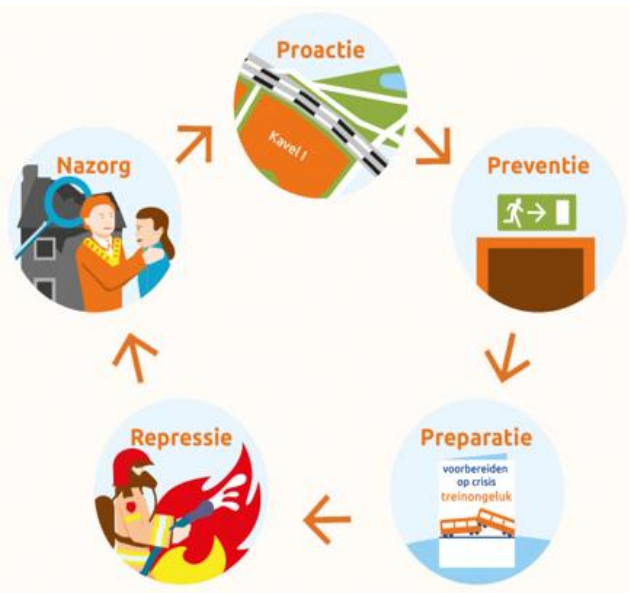 Proactie
Kavel I
Preventie
Preparatie
voorbereiden
op crisis
treinongeluk
Repressie
Nazorg